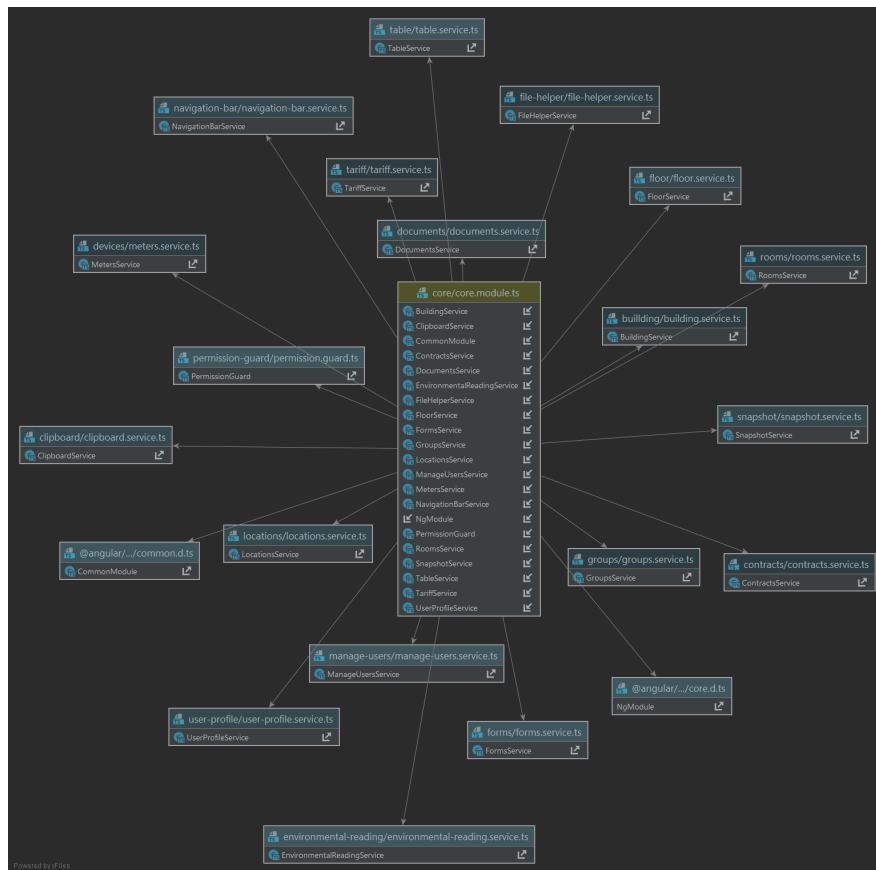 table/table.service.ts
TableService
file-helper/file-helper.service.ts
FileHelperService
navigation-bar/navigation-bar.service.ts
NavigationBarService
tariff/tariff.service.ts
TariffService
floor/floor.service.ts
FloorService
documents/documents.service.ts
DocumentsService
devices/meters.service.ts
MetersService
rooms/rooms.service.ts
RoomsService
core/core.module.ts
BuildingService
ClipboardService
CommonModule
ContractsService
DocumentsService
EnvironmentalReadingService
FileHelperService
FloorService
FormsService
GroupsService
LocationsService
ManageUsersService
MetersService
NavigationBarService
NgModule
PermissionGuard
RoomsService
SnapshotService
TableService
TariffService
UserProfileService
buillding/building.service.ts
BuildingService
permission-guard/permission.guard.ts
PermissionGuard
snapshot/snapshot.service.ts
SnapshotService
clipboard/clipboard.service.ts
ClipboardService
locations/locations.service.ts
LocationsService
@angular/.../common.d.ts
CommonModule
groups/groups.service.ts
GroupsService
contracts/contracts.service.ts
ContractsService
manage-users/manage-users.service.ts
ManageUsersService
@angular/.../core.d.ts
NgModule
user-profile/user-profile.service.ts
UserProfileService
forms/forms.service.ts
FormsService
environmental-reading/environmental-reading.service.ts
EnvironmentalReadingService
Powered by yFiles